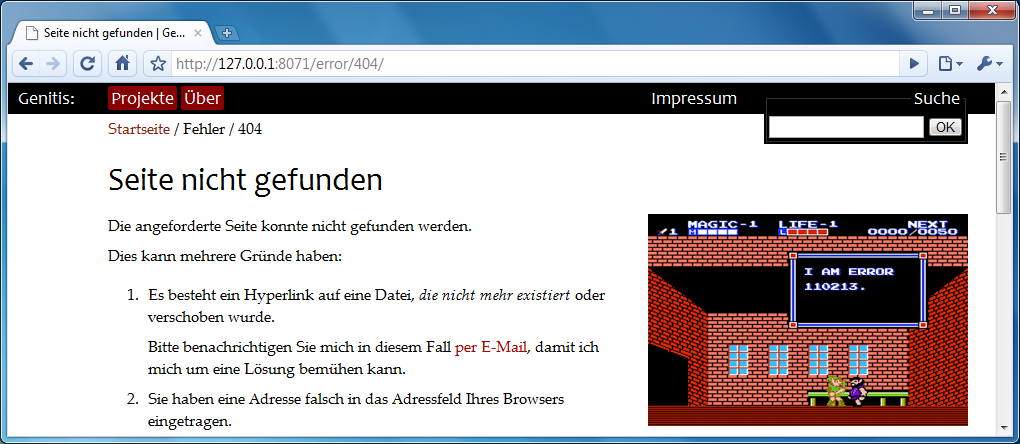 Seite nicht gefunden | Ge...
http://127.0.0.1:8071/error/404/
Genitis: Projekte Über Impressum Suche
OK
Startseite / Fehler / 404
Seite nicht gefunden
Die angeforderte Seite konnte nicht gefunden werden.
Dies kann mehrere Gründe haben:
1. Es besteht ein Hyperlink auf eine Datei, die nicht mehr existiert oder
verschoben wurde.
Bitte benachrichtigen Sie mich in diesem Fall per E-Mail, damit ich
mich um eine Lösung bemühen kann.
2. Sie haben eine Adresse falsch in das Adressfeld Ihres Browsers
eingetragen.
MAGIC-1 LIFE-1 NEXT
1 M L 0000/0050
I AM ERROR
110213.